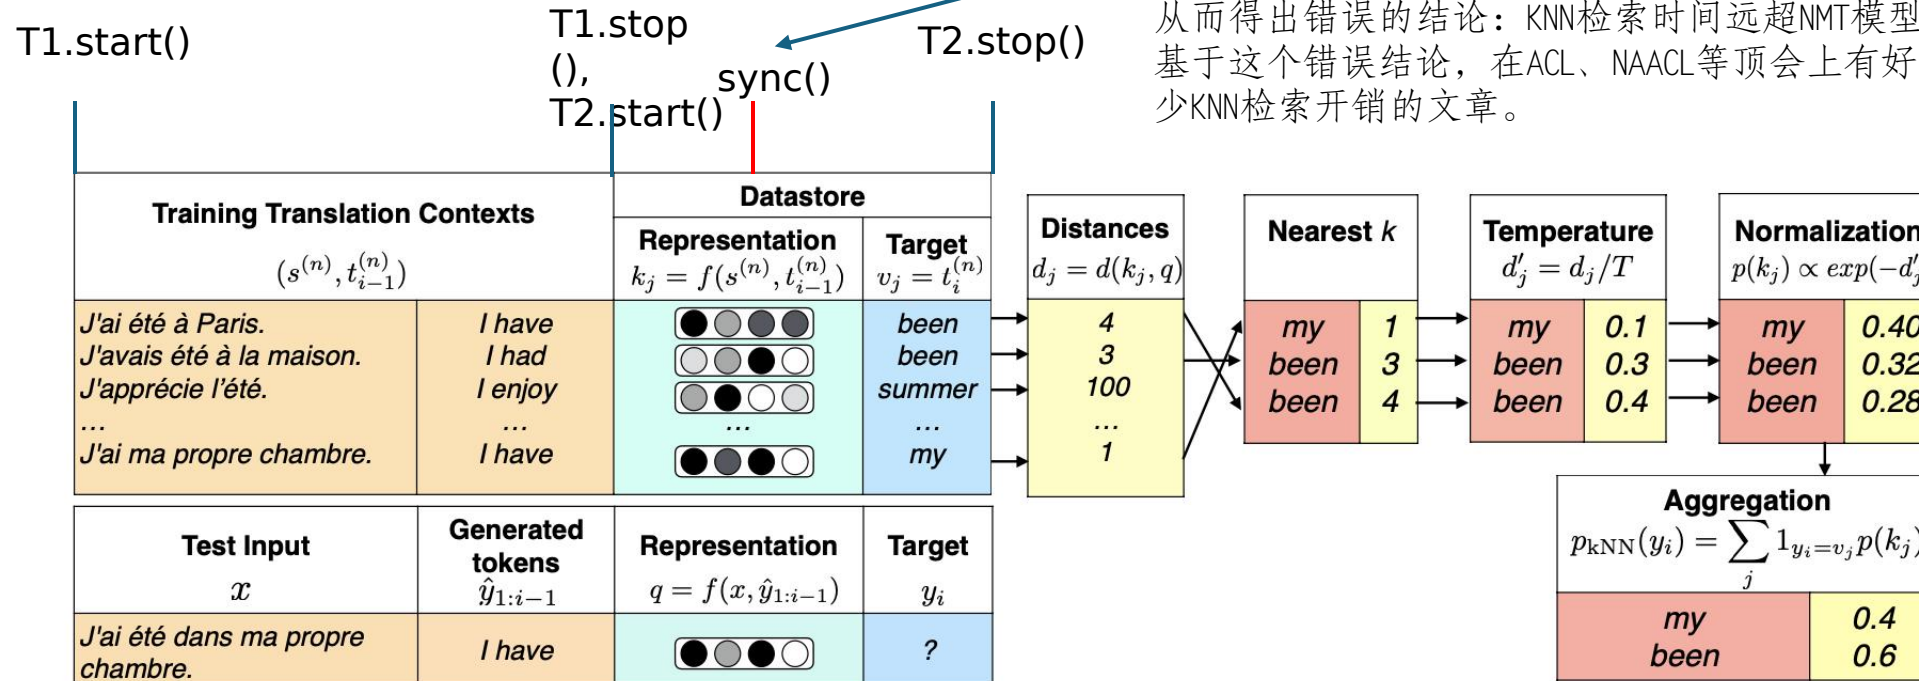 T1.start()
T1.stop
(),
T2.start()
sync()
T2.stop()
从而得出错误的结论：KNN检索时间远超NMT模型
基于这个错误结论，在ACL、NAACL等顶会上有好
少KNN检索开销的文章。
Training Translation Contexts
(s^{(n)}, t_{i-1}^{(n)})
Datastore
Representation
k_j = f(s^{(n)}, t_{i-1}^{(n)})
Target
v_j = t_i^{(n)}
J'ai été à Paris. I have been
J'avais été à la maison. I had been
J'apprécie l'été. I enjoy summer
... ... ... ...
J'ai ma propre chambre. I have my
Distances
d_j = d(k_j, q)
4
3
100
...
1
Nearest k
my 1
been 3
been 4
Temperature
d'_j = d_j/T
my 0.1
been 0.3
been 0.4
Normalization
p(k_j) ∝ exp(-d'_j
my 0.40
been 0.32
been 0.28
Aggregation
p_{kNN}(y_i) = \sum_j 1_{y_i=v_j} p(k_j)
my 0.4
been 0.6
Test Input
x
Generated
tokens
ŷ_{1:i-1}
Representation
q = f(x, ŷ_{1:i-1})
Target
y_i
J'ai été dans ma propre
chambre.
I have
?